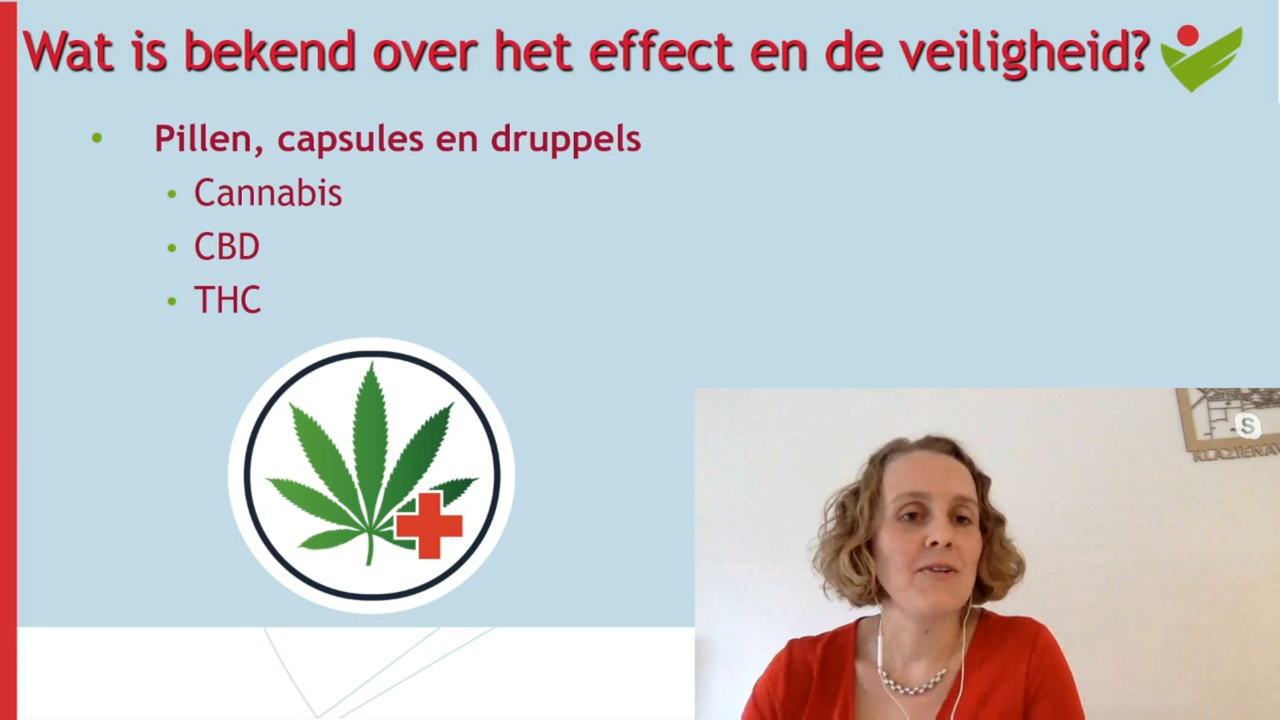 Wat is bekend over het effect en de veiligheid?
• Pillen, capsules en druppels
• Cannabis
• CBD
• THC
S